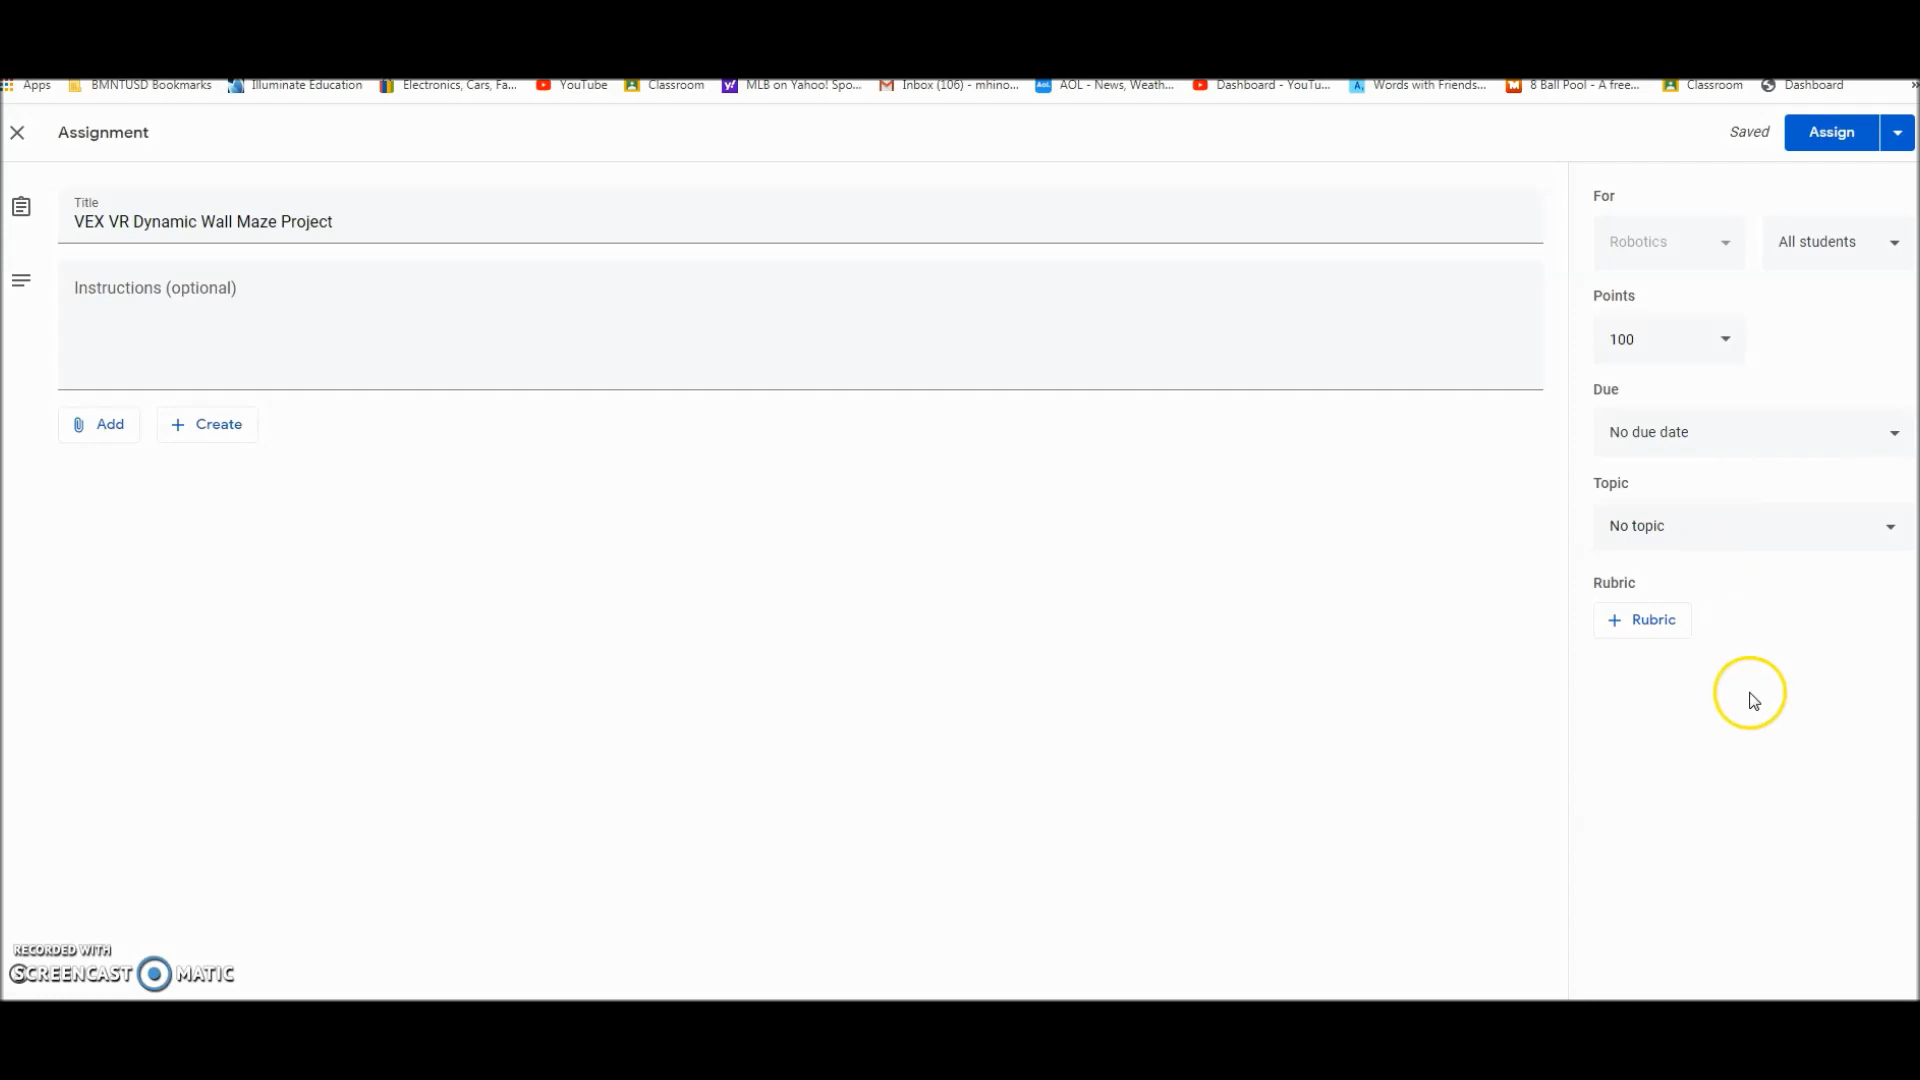 Apps BMNTUSD Bookmarks Illuminate Education Electronics, Cars, Fa... YouTube Classroom MLB on Yahoo! Spo... Inbox (106) - mhino... AOL - News, Weath... Dashboard - YouTu... Words with Friends... 8 Ball Pool - A free... Classroom Dashboard »
Assignment
Saved
Assign
Title
VEX VR Dynamic Wall Maze Project
Instructions (optional)
Add
Create
For
Robotics
All students
Points
100
Due
No due date
Topic
No topic
Rubric
Rubric
RECORDED WITH
SCREENCAST MATIC